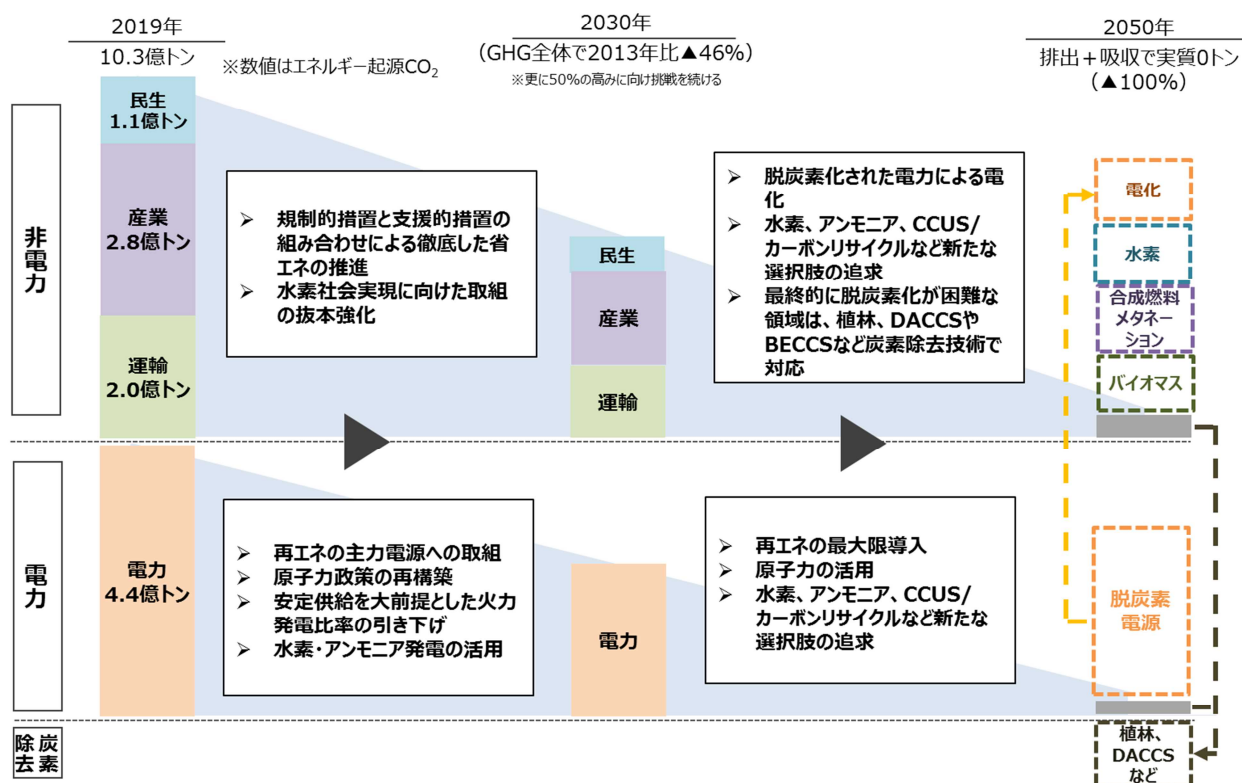 2019年
10.3億トン
※数値はエネルギー起源CO₂
2030年
(GHG全体で2013年比▲46%)
※更に50%の高みに向け挑戦を続ける
2050年
排出+吸収で実質0トン
(▲100%)
非電力
民生
1.1億トン
産業
2.8億トン
運輸
2.0億トン
➢ 規制的措置と支援的措置の
組み合わせによる徹底した省
エネの推進
➢ 水素社会実現に向けた取組
の抜本強化
民生
産業
運輸
➢ 脱炭素化された電力による電
化
➢ 水素、アンモニア、CCUS/
カーボンリサイクルなど新たな
選択肢の追求
➢ 最終的に脱炭素化が困難な
領域は、植林、DACCSや
BECCSなど炭素除去技術で
対応
電化
水素
合成燃料
メタネー
ション
バイオマス
電力
電力
4.4億トン
➢ 再エネの主力電源への取組
➢ 原子力政策の再構築
➢ 安定供給を大前提とした火力
発電比率の引き下げ
➢ 水素・アンモニア発電の活用
電力
➢ 再エネの最大限導入
➢ 原子力の活用
➢ 水素、アンモニア、CCUS/
カーボンリサイクルなど新たな
選択肢の追求
脱炭素
電源
炭素
除去
植林、
DACCS
など